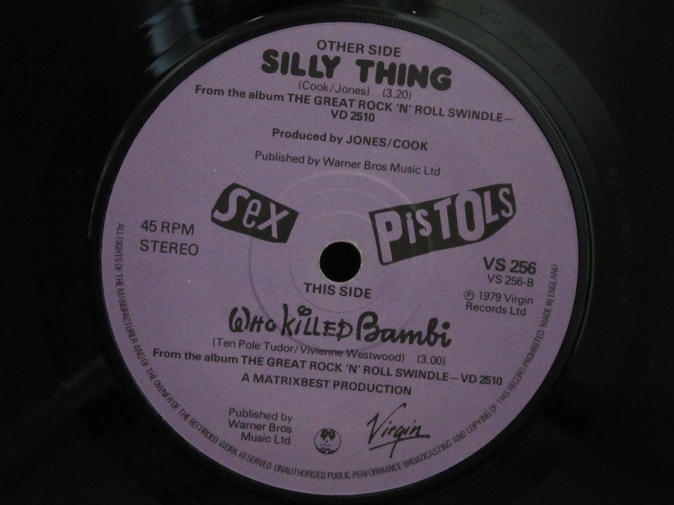 OTHER SIDE
SILLY THING
(Cook/Jones) (3.20)
From the album THE GREAT ROCK 'N' ROLL SWINDLE—
VD 2510
Produced by JONES/COOK
Published by Warner Bros Music Ltd
SeX
PiSTOLS
45 RPM
STEREO
VS 256
VS 256-B
℗ 1979 Virgin
Records Ltd
THIS SIDE
WHO KILLED Bambi
(Ten Pole Tudor/Vivienne Westwood) (3.00)
From the album THE GREAT ROCK 'N' ROLL SWINDLE—VD 2510
A MATRIXBEST PRODUCTION
Published by
Warner Bros
Music Ltd
Virgin
ALL RIGHTS OF THE MANUFACTURER AND OF THE OWNER OF THE RECORDED WORK RESERVED UNAUTHORISED PUBLIC PERFORMANCE BROADCASTING AND COPYING OF THIS RECORD PROHIBITED MADE IN ENGLAND
VS 256 B